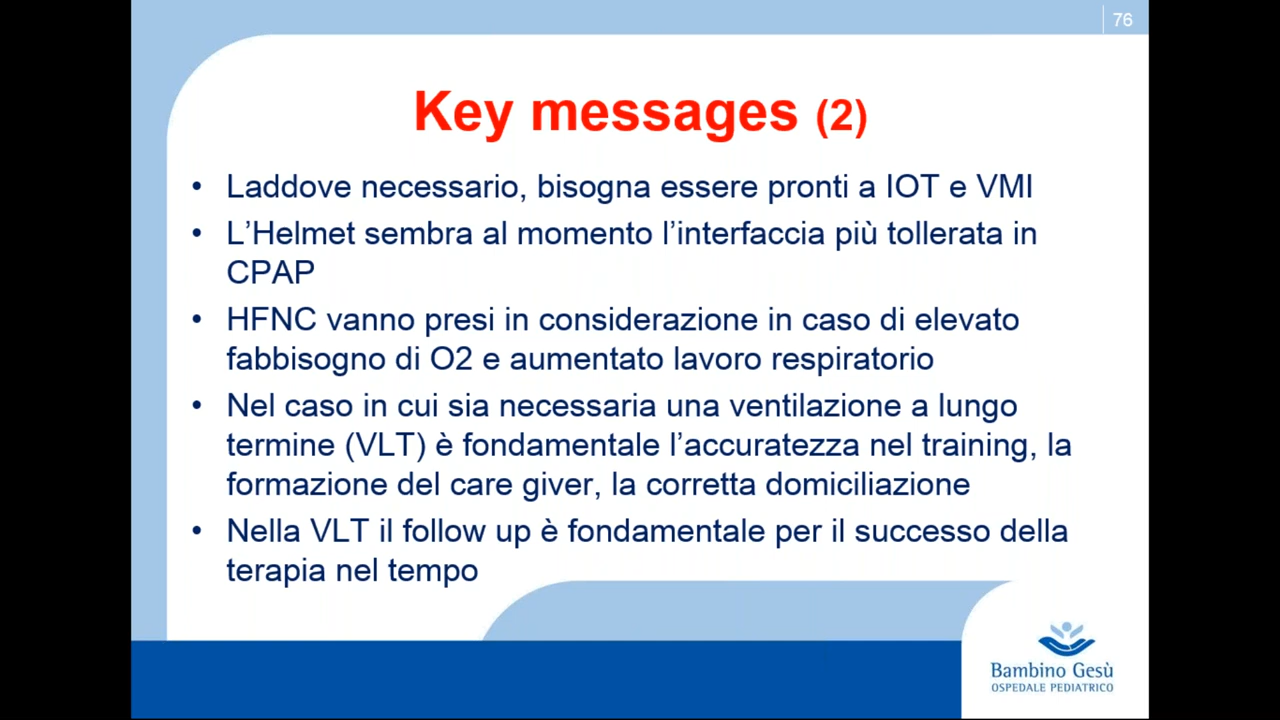 76
Key messages (2)
• Laddove necessario, bisogna essere pronti a IOT e VMI
• L’Helmet sembra al momento l’interfaccia più tollerata in
CPAP
• HFNC vanno presi in considerazione in caso di elevato
fabbisogno di O2 e aumentato lavoro respiratorio
• Nel caso in cui sia necessaria una ventilazione a lungo
termine (VLT) è fondamentale l’accuratezza nel training, la
formazione del care giver, la corretta domiciliazione
• Nella VLT il follow up è fondamentale per il successo della
terapia nel tempo
Bambino Gesù
OSPEDALE PEDIATRICO